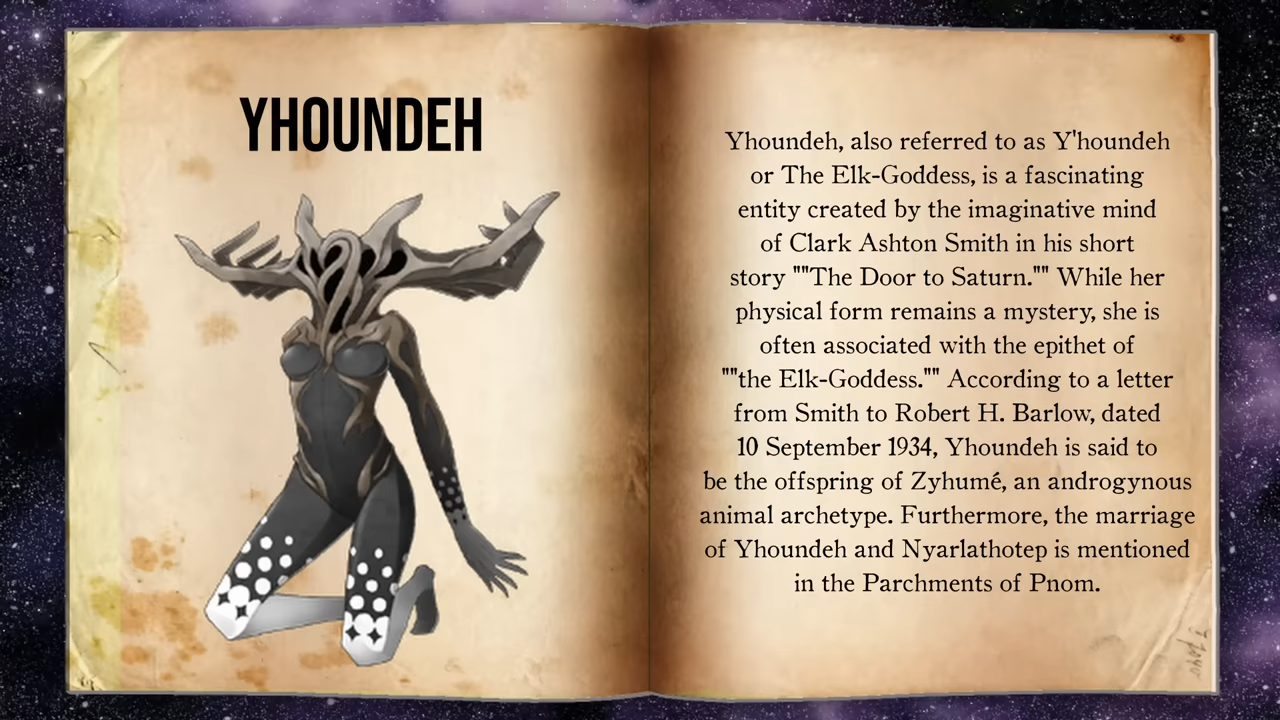 YHOUNDEH
Yhoundeh, also referred to as Y'houndeh
or The Elk-Goddess, is a fascinating
entity created by the imaginative mind
of Clark Ashton Smith in his short
story ""The Door to Saturn."" While her
physical form remains a mystery, she is
often associated with the epithet of
""the Elk-Goddess."" According to a letter
from Smith to Robert H. Barlow, dated
10 September 1934, Yhoundeh is said to
be the offspring of Zyhumé, an androgynous
animal archetype. Furthermore, the marriage
of Yhoundeh and Nyarlathotep is mentioned
in the Parchments of Pnom.